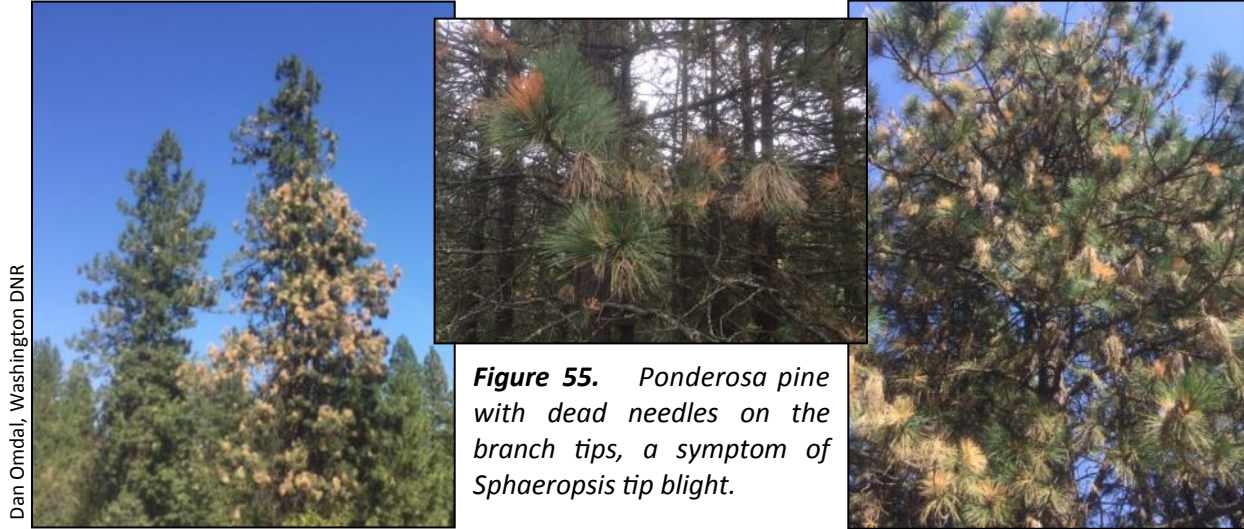 Dan Omdal, Washington DNR
Figure 55. Ponderosa pine
with dead needles on the
branch tips, a symptom of
Sphaeropsis tip blight.